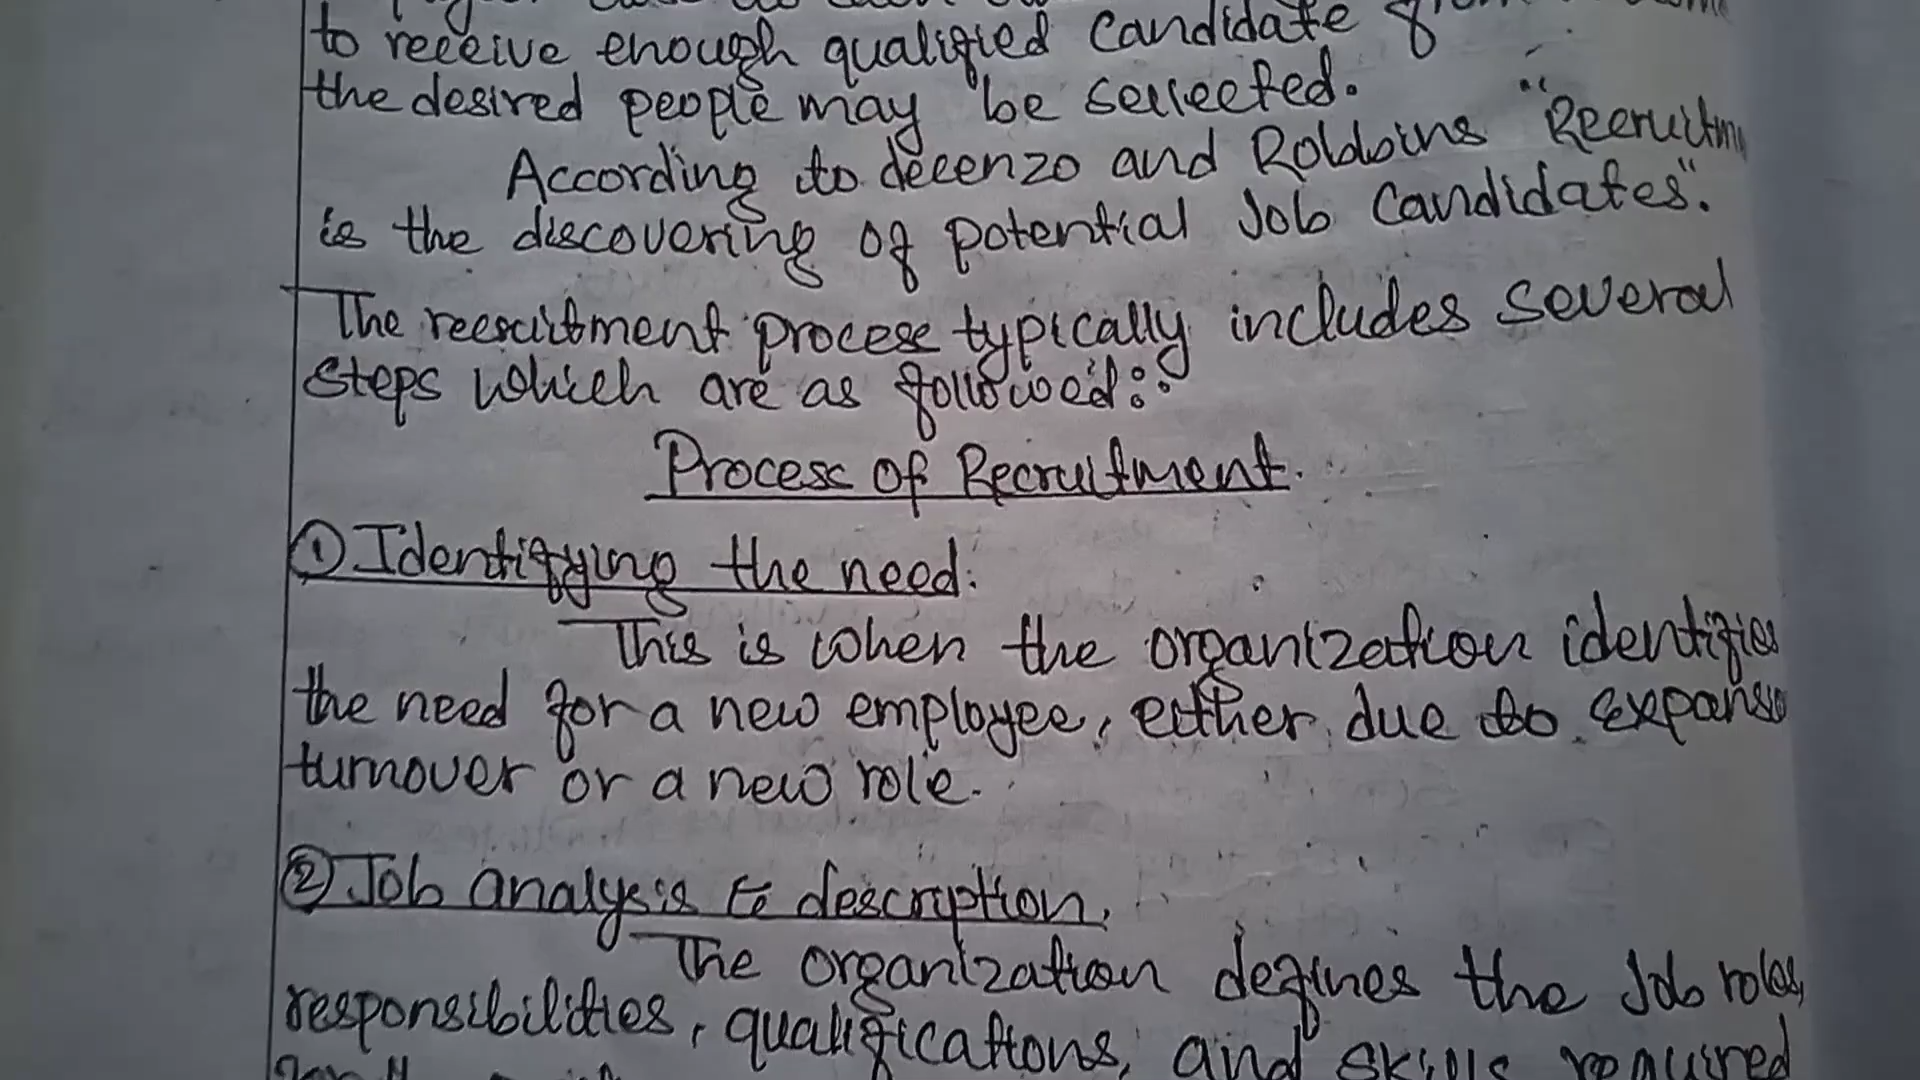 to receive enough qualified candidate from
the desired people may be selected.
According to decenzo and Robbins "Recruitm
is the discovering of potential Job Candidates".
The recruitment process typically includes several
steps which are as followed:
Process of Recruitment.
① Identifying the need:
This is when the organization identifies
the need for a new employee, either due to expansio
turnover or a new role.
② Job analysis & description.
The organization defines the Job roles,
responsibilities, qualifications, and skills required